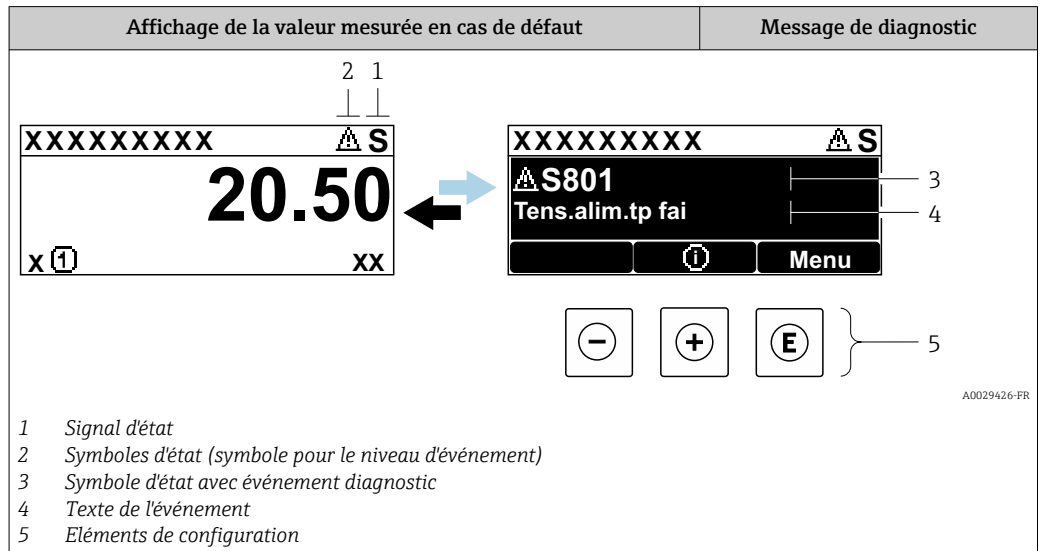 Affichage de la valeur mesurée en cas de défaut Message de diagnostic
2 1
XXXXXXXXX S
20.50
x 1 xx
XXXXXXXXX S
S801
Tens.alim.tp fai
i Menu
3
4
- + E
5
A0029426-FR
1 Signal d'état
2 Symboles d'état (symbole pour le niveau d'événement)
3 Symbole d'état avec événement diagnostic
4 Texte de l'événement
5 Eléments de configuration